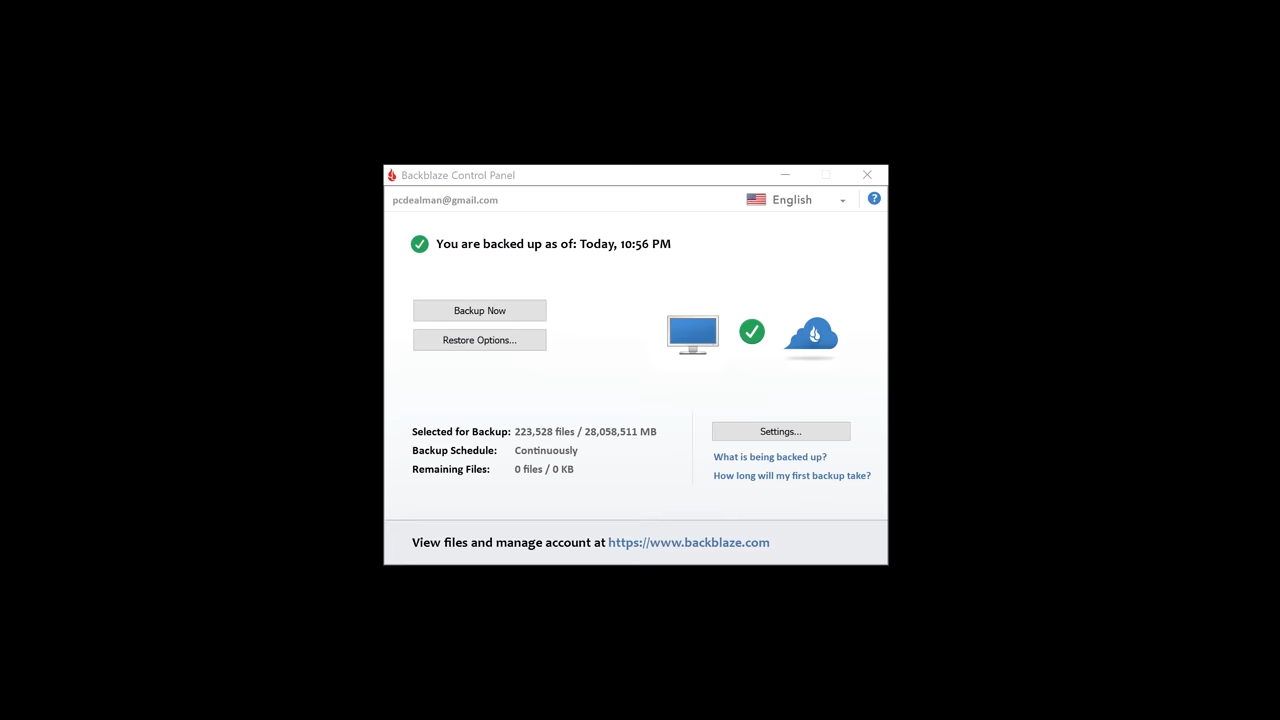 Backblaze Control Panel
pcdealman@gmail.com
English
?
You are backed up as of: Today, 10:56 PM
Backup Now
Restore Options...
Selected for Backup: 223,528 files / 28,058,511 MB
Backup Schedule: Continuously
Remaining Files: 0 files / 0 KB
Settings...
What is being backed up?
How long will my first backup take?
View files and manage account at https://www.backblaze.com